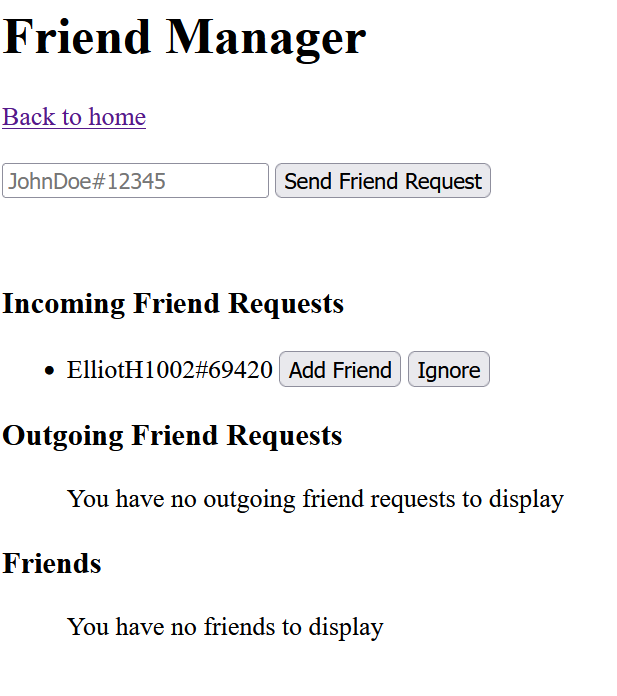 Friend Manager
Back to home
JohnDoe#12345 Send Friend Request
Incoming Friend Requests
ElliotH1002#69420 Add Friend Ignore
Outgoing Friend Requests
You have no outgoing friend requests to display
Friends
You have no friends to display